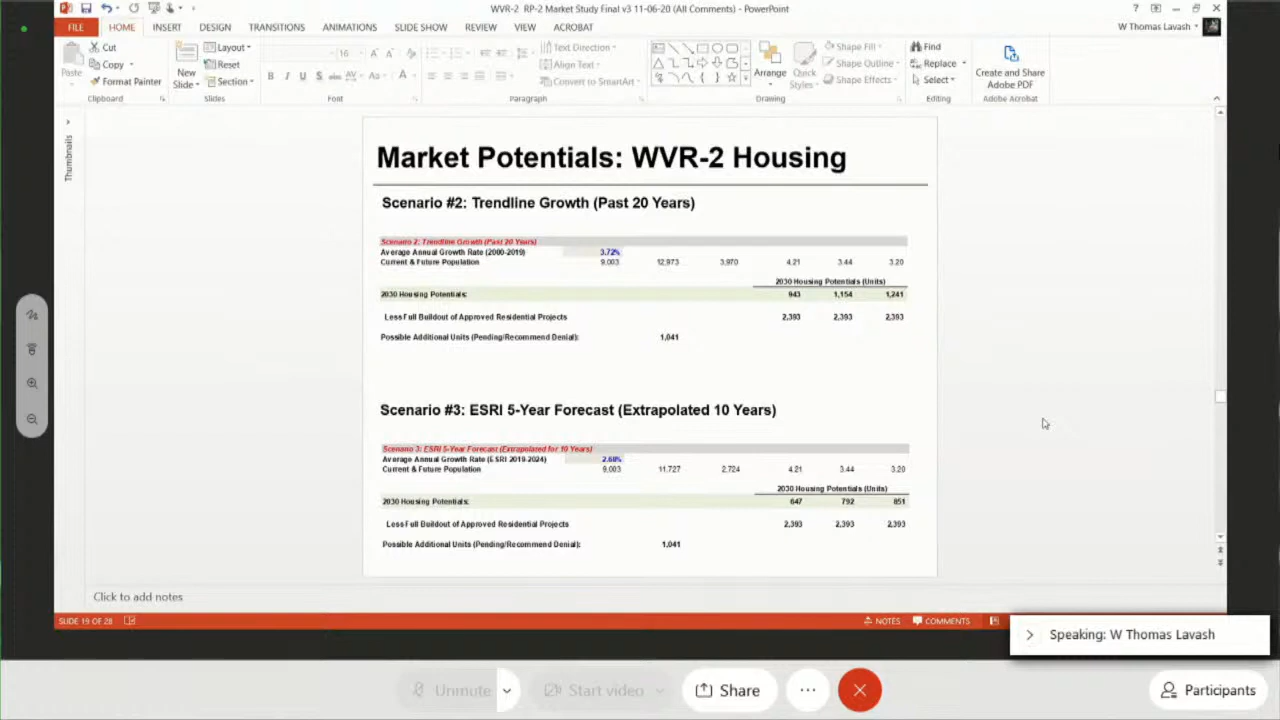 WVR-2 RP-2 Market Study Final v3 11-06-20 (All Comments) - PowerPoint
FILE HOME INSERT DESIGN TRANSITIONS ANIMATIONS SLIDE SHOW REVIEW VIEW ACROBAT
W Thomas Lavash
Paste
Cut
Copy
Format Painter
Clipboard
New Slide
Layout
Reset
Section
Slides
16
Font
Text Direction
Align Text
Convert to SmartArt
Paragraph
Arrange
Quick Styles
Shape Fill
Shape Outline
Shape Effects
Drawing
Find
Replace
Select
Editing
Create and Share
Adobe PDF
Adobe Acrobat
Thumbnails
Market Potentials: WVR-2 Housing
Scenario #2: Trendline Growth (Past 20 Years)
Scenario 2: Trendline Growth (Past 20 Years)
Average Annual Growth Rate (2000-2019) 3.72%
Current & Future Population 9,003 12,973 3,970 4.21 3.44 3.20
2030 Housing Potentials (Units)
2030 Housing Potentials: 943 1,154 1,241
Less Full Buildout of Approved Residential Projects 2,393 2,393 2,393
Possible Additional Units (Pending/Recommend Denial): 1,041
Scenario #3: ESRI 5-Year Forecast (Extrapolated 10 Years)
Scenario 3: ESRI 5-Year Forecast (Extrapolated for 10 Years)
Average Annual Growth Rate (ESRI 2019-2024) 2.68%
Current & Future Population 9,003 11,727 2,724 4.21 3.44 3.20
2030 Housing Potentials (Units)
2030 Housing Potentials: 647 792 851
Less Full Buildout of Approved Residential Projects 2,393 2,393 2,393
Possible Additional Units (Pending/Recommend Denial): 1,041
Click to add notes
SLIDE 19 OF 28
NOTES COMMENTS
Speaking: W Thomas Lavash
Unmute Start video Share Participants